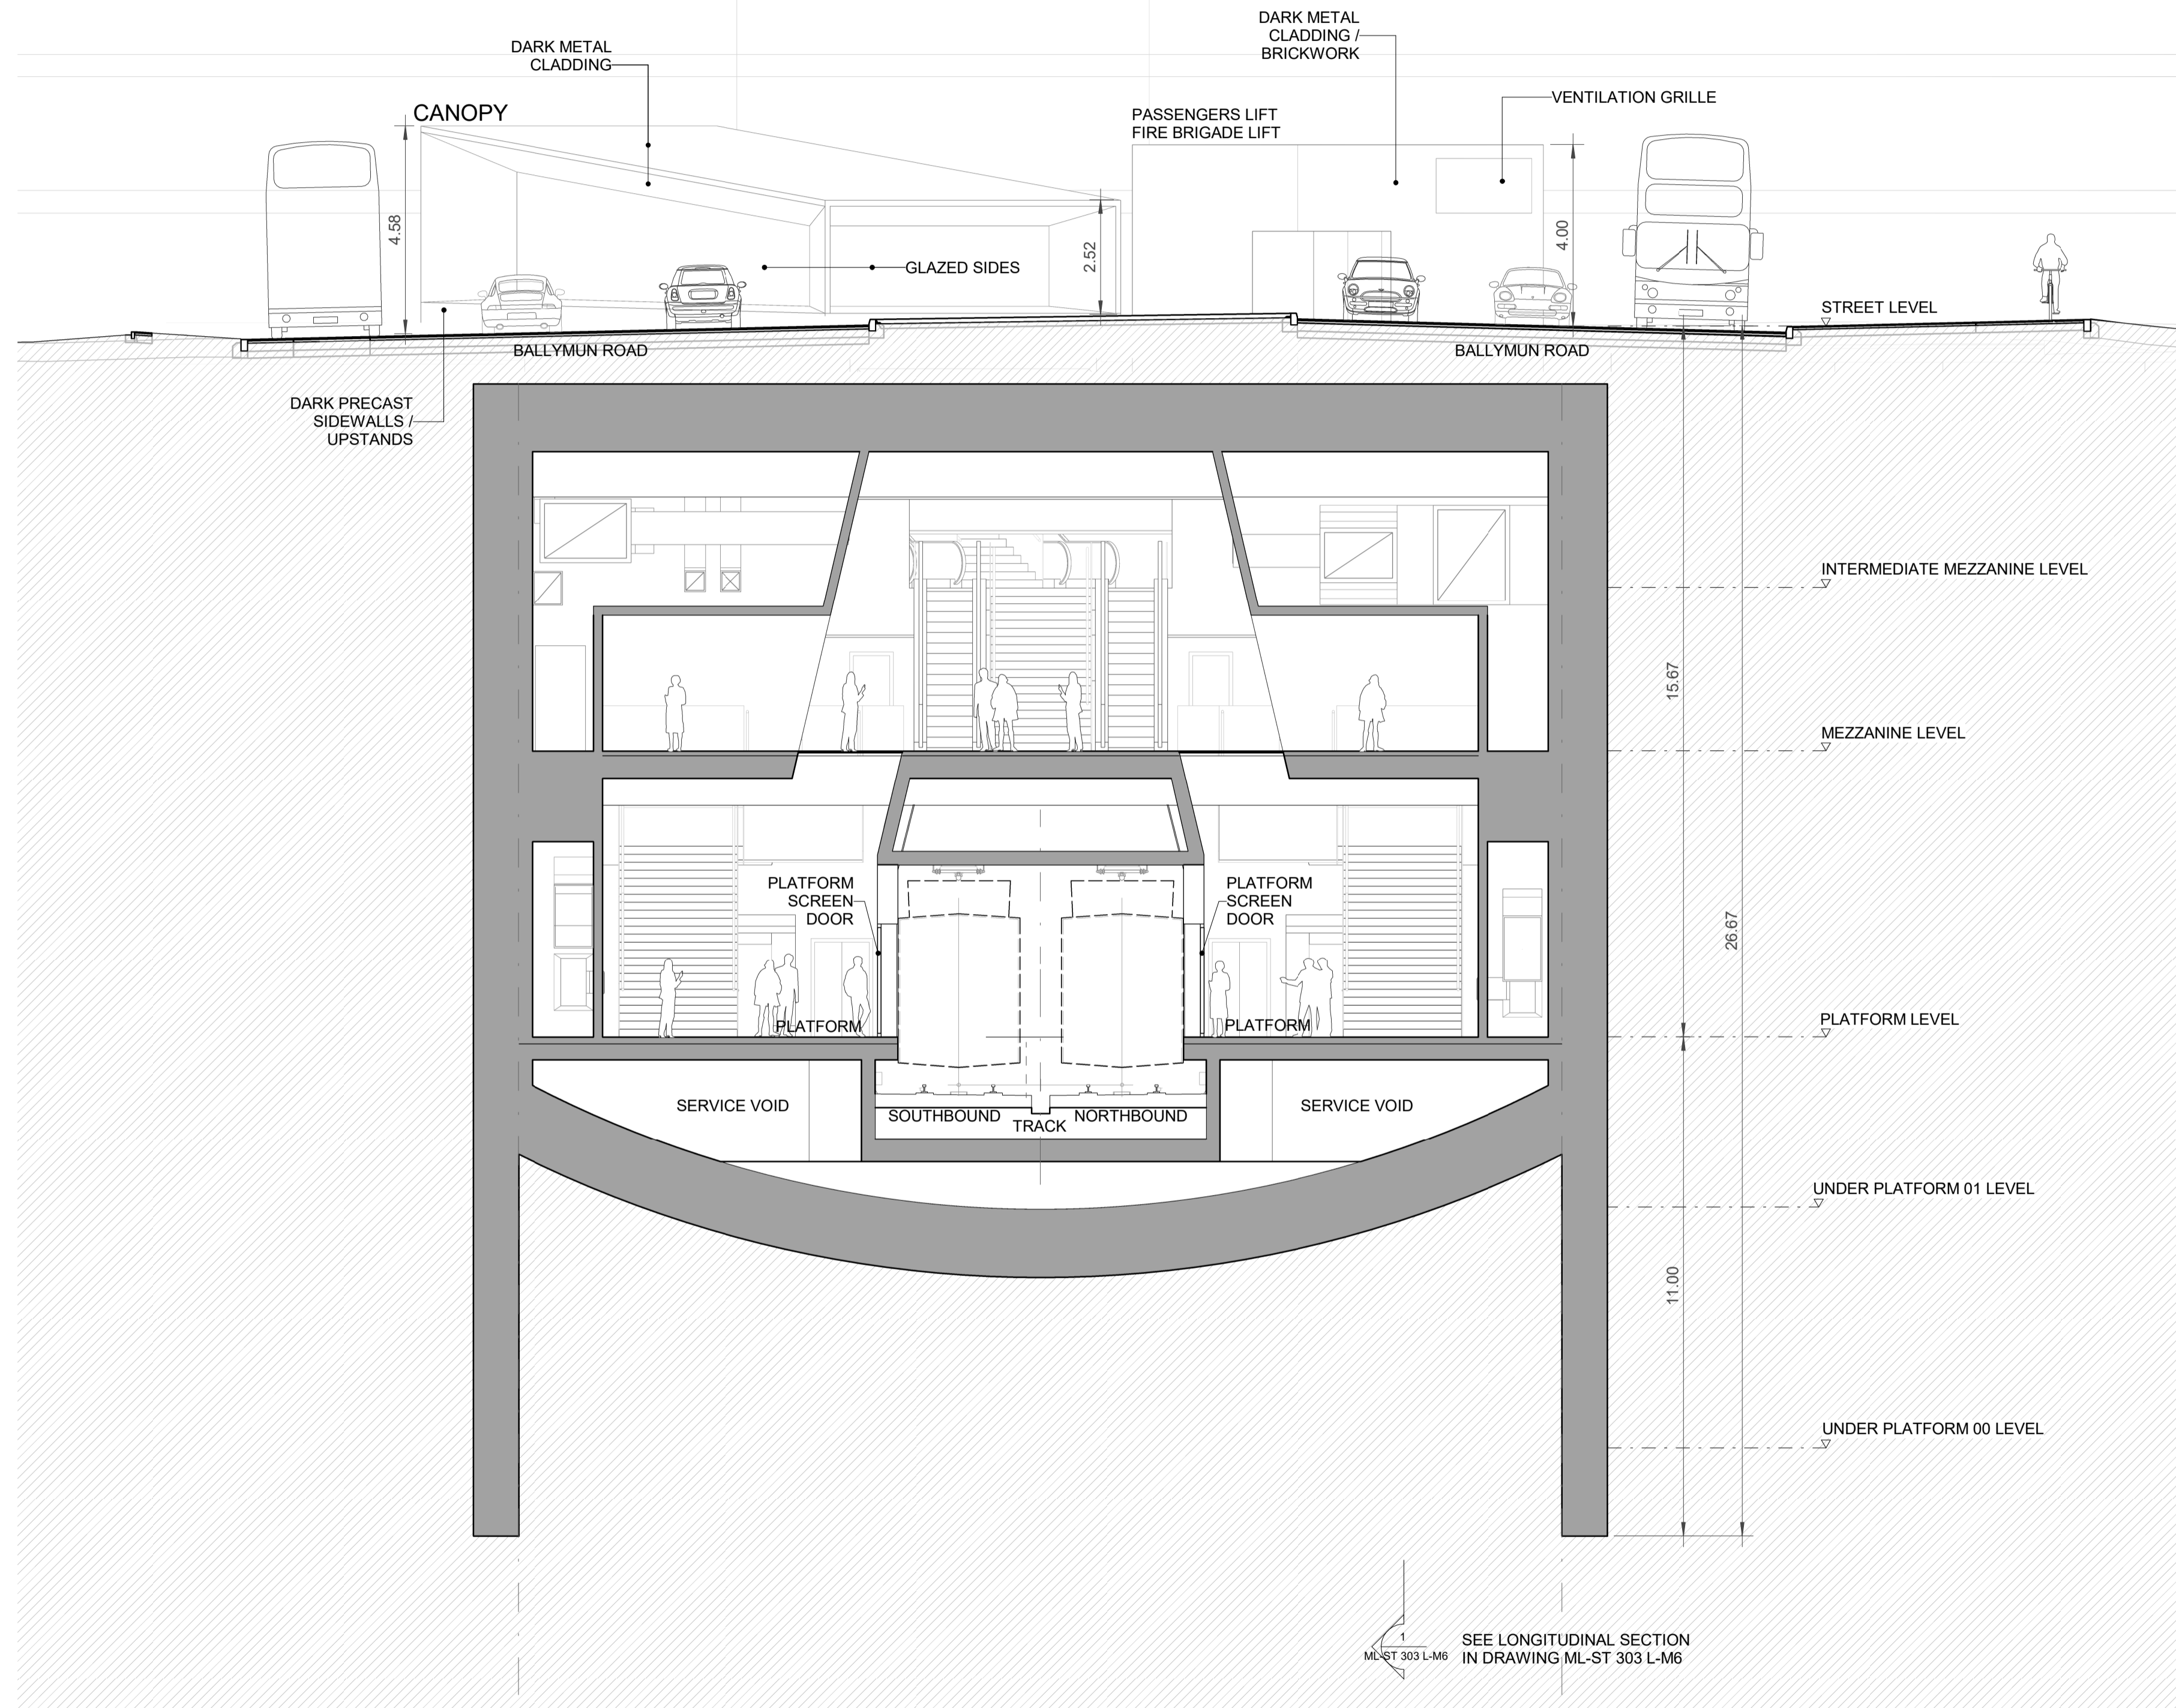 DARK METAL
CLADDING
DARK METAL
CLADDING /
BRICKWORK
CANOPY
PASSENGERS LIFT
FIRE BRIGADE LIFT
VENTILATION GRILLE
4.58
2.52
4.00
GLAZED SIDES
STREET LEVEL
BALLYMUN ROAD
BALLYMUN ROAD
DARK PRECAST
SIDEWALLS /
UPSTANDS
INTERMEDIATE MEZZANINE LEVEL
15.67
MEZZANINE LEVEL
PLATFORM
SCREEN
DOOR
PLATFORM
SCREEN
DOOR
26.67
PLATFORM
PLATFORM
PLATFORM LEVEL
SERVICE VOID
SOUTHBOUND
TRACK
NORTHBOUND
SERVICE VOID
UNDER PLATFORM 01 LEVEL
11.00
UNDER PLATFORM 00 LEVEL
1
ML-ST 303 L-M6
SEE LONGITUDINAL SECTION
IN DRAWING ML-ST 303 L-M6